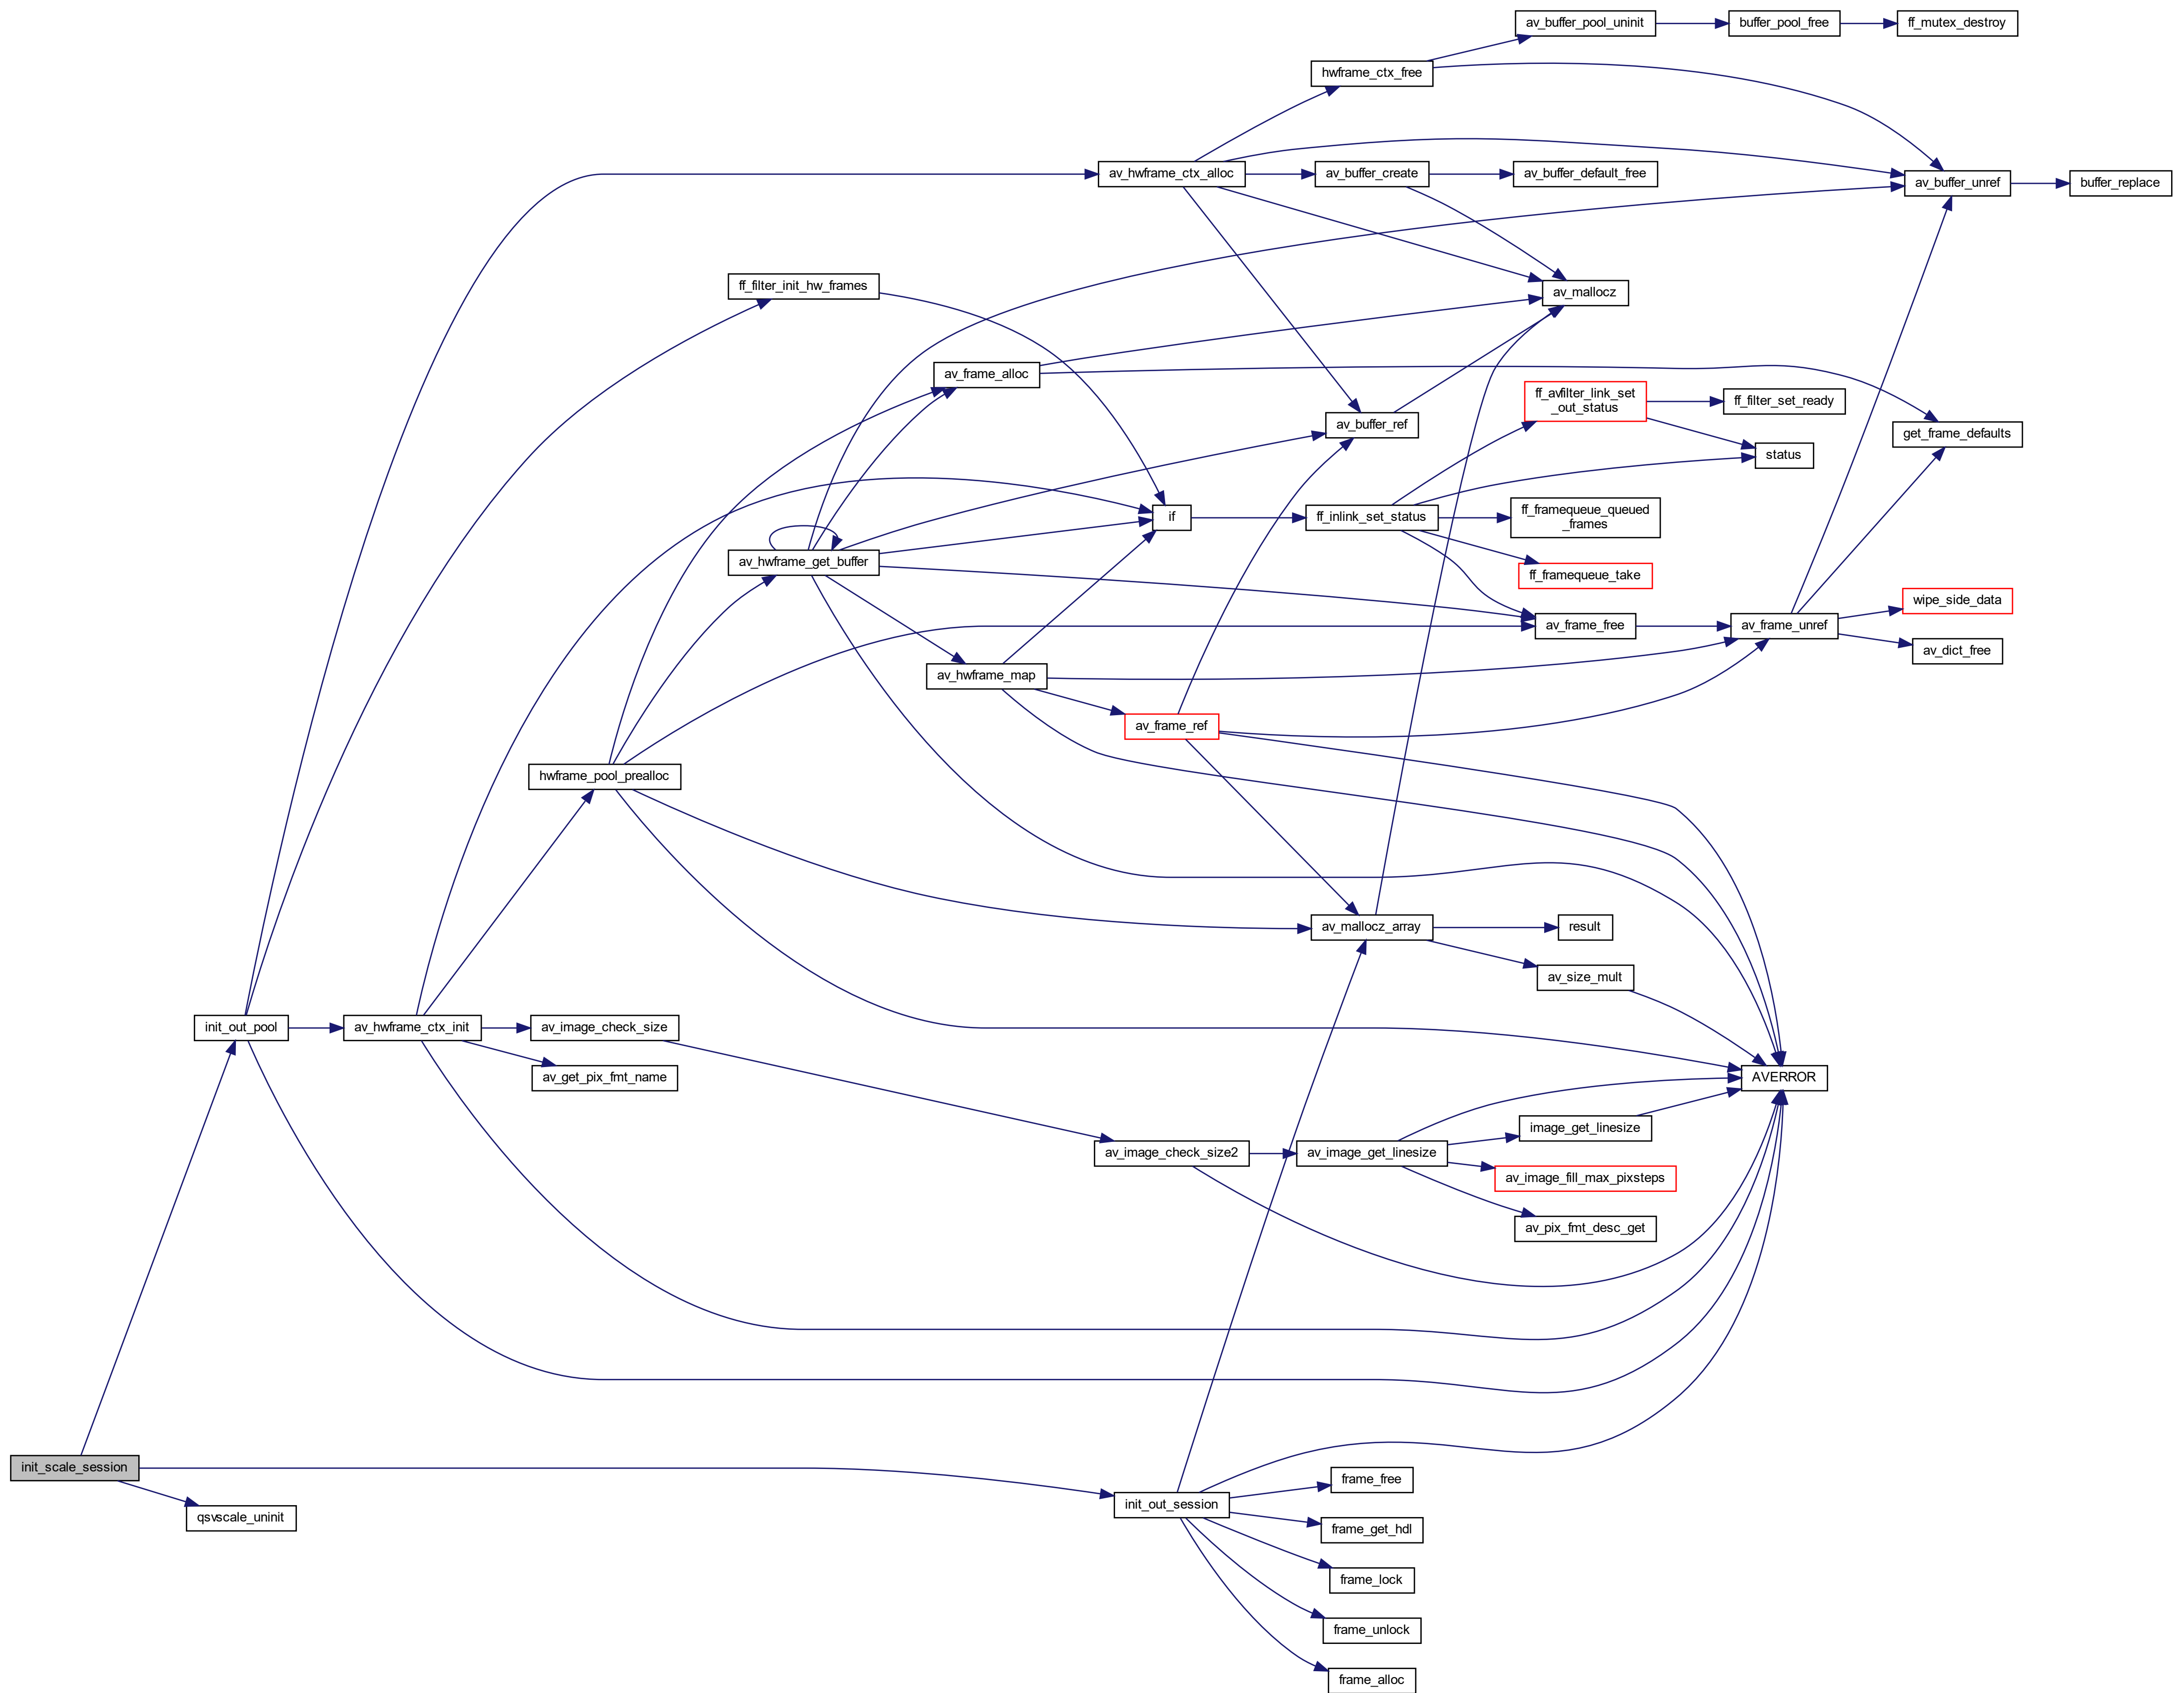 av_buffer_pool_uninit
buffer_pool_free
ff_mutex_destroy
hwframe_ctx_free
av_hwframe_ctx_alloc
av_buffer_create
av_buffer_default_free
av_buffer_unref
buffer_replace
ff_filter_init_hw_frames
av_mallocz
av_frame_alloc
ff_avfilter_link_set
_out_status
ff_filter_set_ready
av_buffer_ref
get_frame_defaults
status
if
ff_inlink_set_status
ff_framequeue_queued
_frames
av_hwframe_get_buffer
ff_framequeue_take
wipe_side_data
av_frame_free
av_frame_unref
av_dict_free
av_hwframe_map
av_frame_ref
hwframe_pool_prealloc
av_mallocz_array
result
av_size_mult
init_out_pool
av_hwframe_ctx_init
av_image_check_size
av_get_pix_fmt_name
AVERROR
image_get_linesize
av_image_check_size2
av_image_get_linesize
av_image_fill_max_pixsteps
av_pix_fmt_desc_get
init_scale_session
qsvscale_uninit
init_out_session
frame_free
frame_get_hdl
frame_lock
frame_unlock
frame_alloc